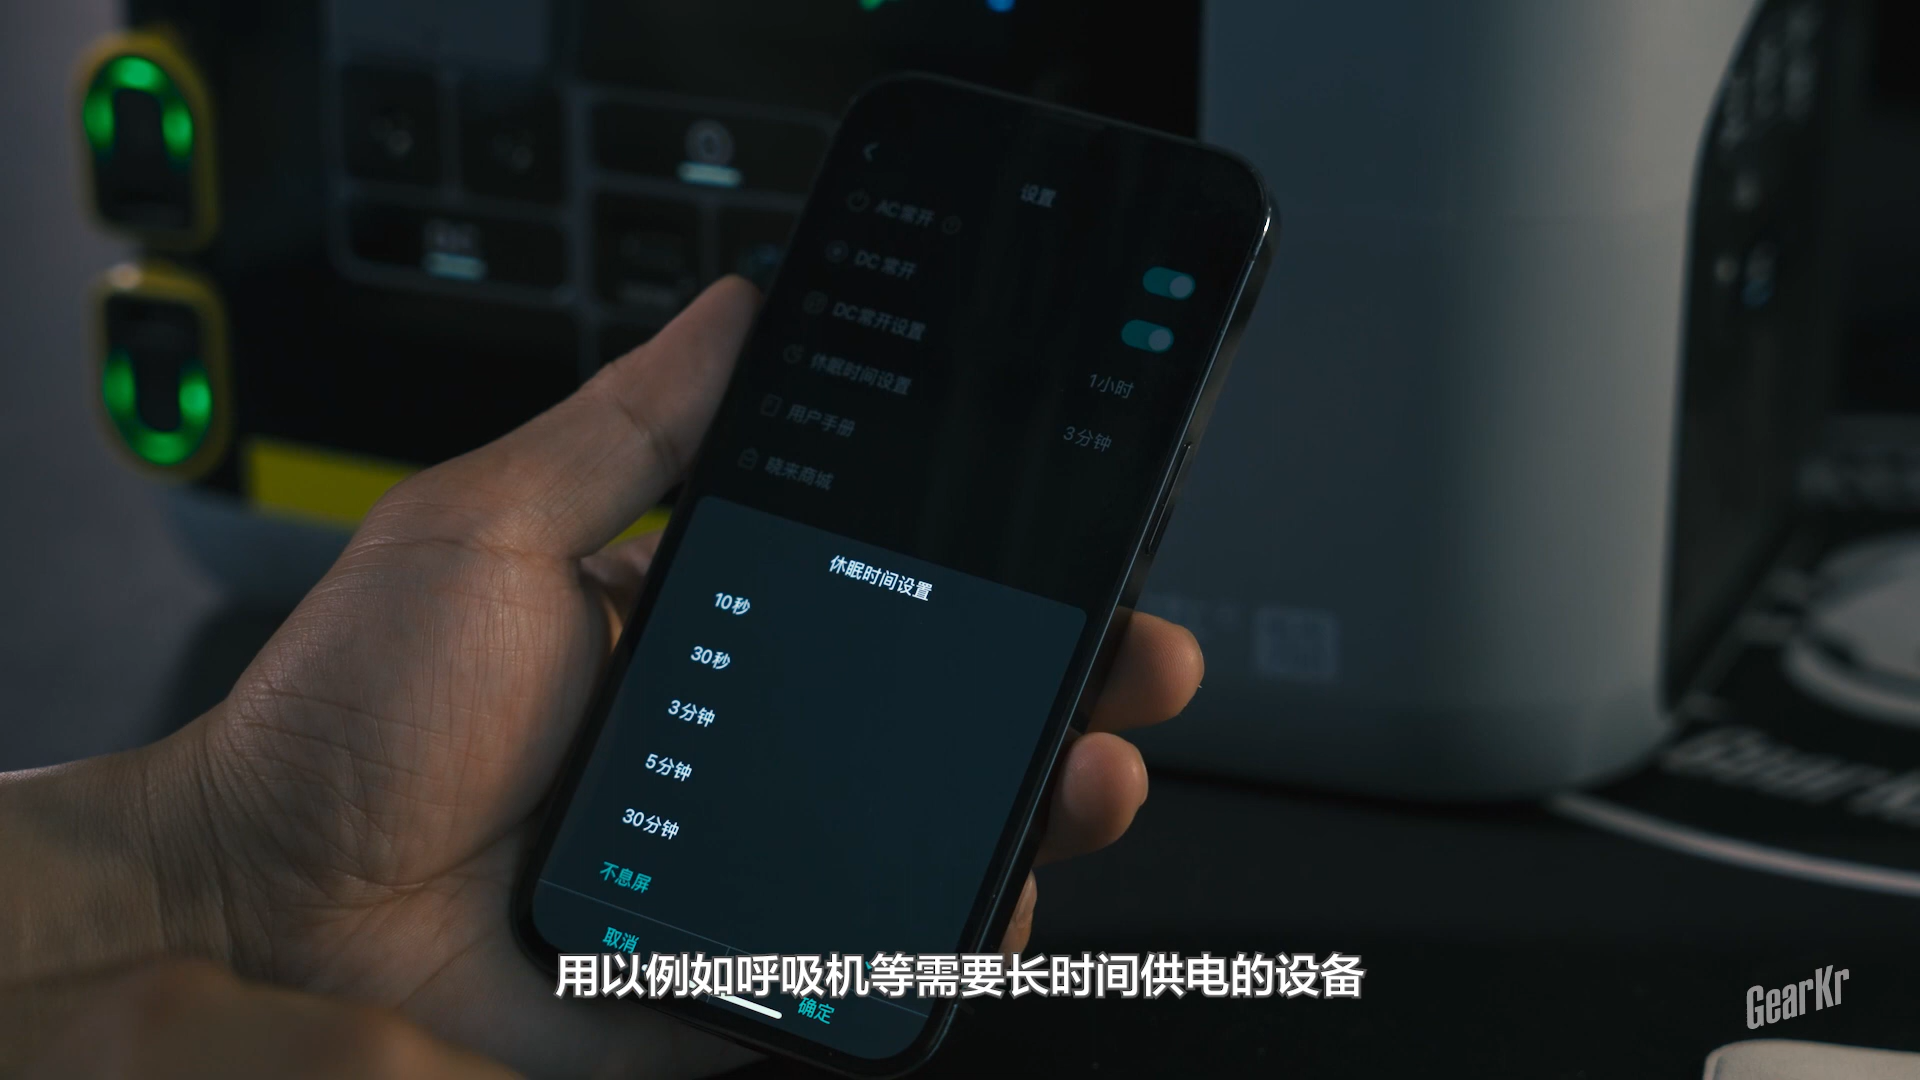 设置
AC常开
DC常开
DC常开设置
1小时
休眠时间设置
3分钟
用户手册
晓来商城
休眠时间设置
10秒
30秒
3分钟
5分钟
30分钟
不息屏
取消
确定
用以例如呼吸机等需要长时间供电的设备
GearKr